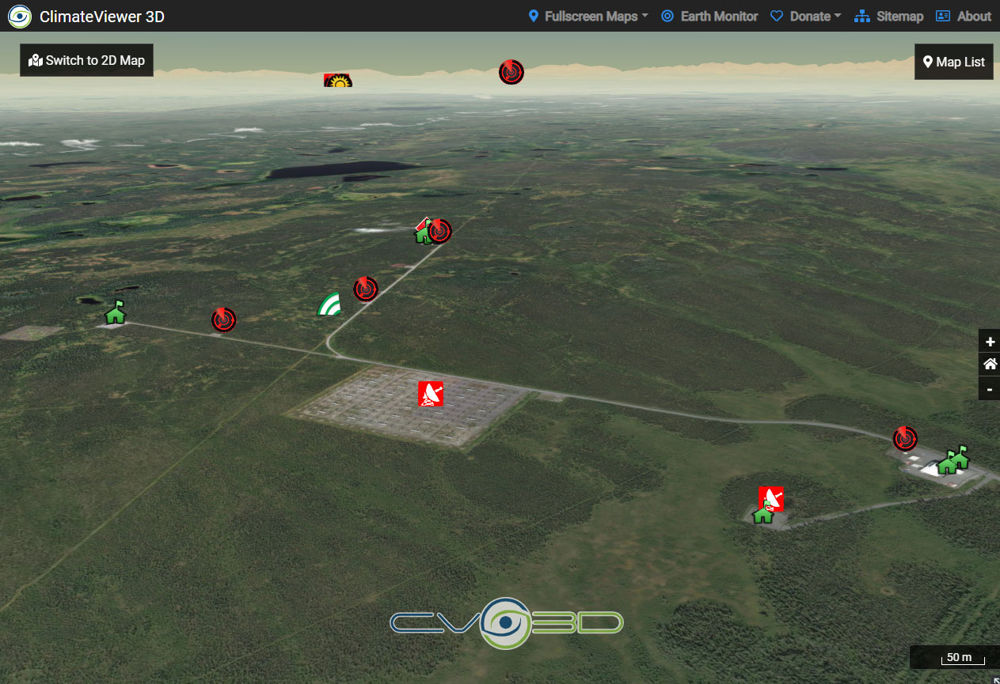 ClimateViewer 3D
Fullscreen Maps
Earth Monitor
Donate
Sitemap
About
Switch to 2D Map
Map List
+
-
CV3D
50 m